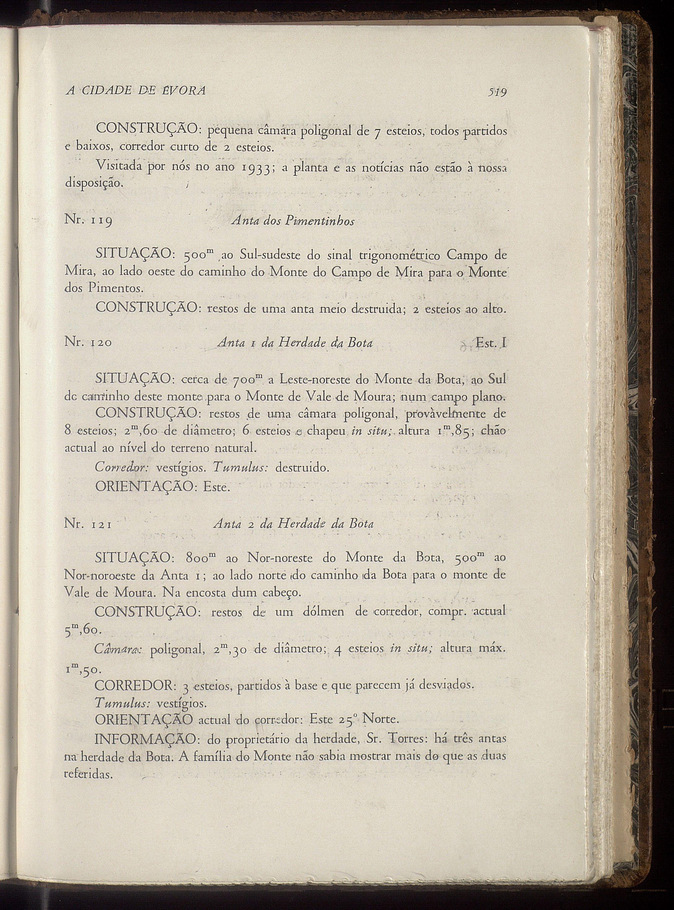 A CIDADE DE ÉVORA 519
CONSTRUÇÃO: pequena câmara poligonal de 7 esteios, todos partidos
e baixos, corredor curto de 2 esteios.
Visitada por nós no ano 1933; a planta e as notícias não estão à nossa
disposição.
Nr. 119 Anta dos Pimentinhos
SITUAÇÃO: 500ᵐ ao Sul-sudeste do sinal trigonométrico Campo de
Mira, ao lado oeste do caminho do Monte do Campo de Mira para o Monte
dos Pimentos.
CONSTRUÇÃO: restos de uma anta meio destruida; 2 esteios ao alto.
Nr. 120 Anta 1 da Herdade da Bota Est. I
SITUAÇÃO: cerca de 700ᵐ a Leste-noreste do Monte da Bota, ao Sul
do caminho deste monte para o Monte de Vale de Moura; num campo plano.
CONSTRUÇÃO: restos de uma câmara poligonal, provàvelmente de
8 esteios; 2ᵐ,60 de diâmetro; 6 esteios e chapeu in situ; altura 1ᵐ,85; chão
actual ao nível do terreno natural.
Corredor: vestígios. Tumulus: destruido.
ORIENTAÇÃO: Este.
Nr. 121 Anta 2 da Herdade da Bota
SITUAÇÃO: 800ᵐ ao Nor-noreste do Monte da Bota, 500ᵐ ao
Nor-noroeste da Anta 1; ao lado norte do caminho da Bota para o monte de
Vale de Moura. Na encosta dum cabeço.
CONSTRUÇÃO: restos de um dólmen de corredor, compr. actual
5ᵐ,60.
Câmara: poligonal, 2ᵐ,30 de diâmetro; 4 esteios in situ; altura máx.
1ᵐ,50.
CORREDOR: 3 esteios, partidos à base e que parecem já desviados.
Tumulus: vestígios.
ORIENTAÇÃO actual do corredor: Este 25° Norte.
INFORMAÇÃO: do proprietário da herdade, Sr. Torres: há três antas
na herdade da Bota. A família do Monte não sabia mostrar mais do que as duas
referidas.